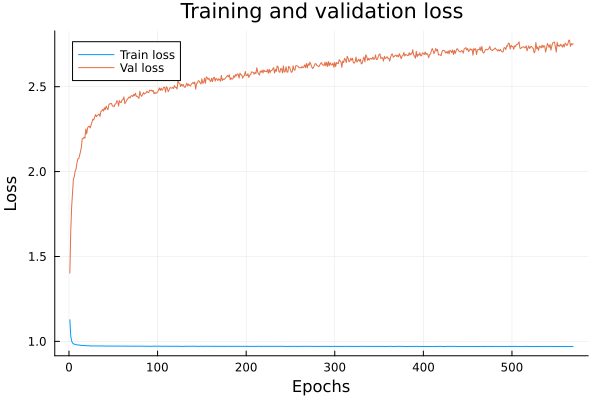 Training and validation loss
Train loss
Val loss
2.5
2.0
1.5
1.0
Loss
0 100 200 300 400 500
Epochs